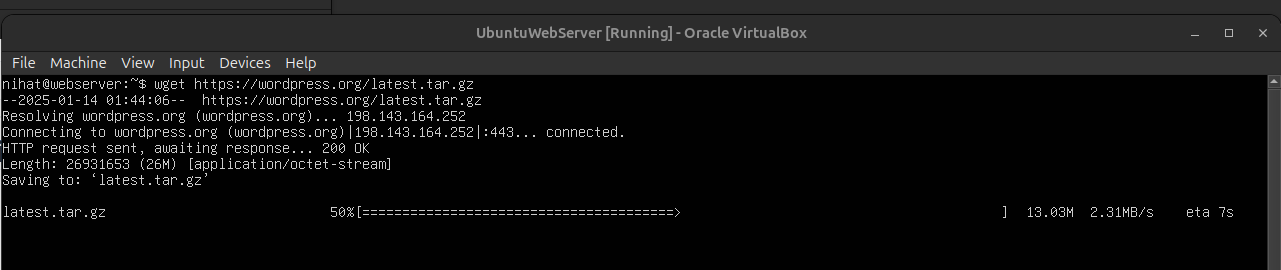 UbuntuWebServer [Running] - Oracle VirtualBox
File Machine View Input Devices Help
nihat@webserver:~$ wget https://wordpress.org/latest.tar.gz
--2025-01-14 01:44:06--  https://wordpress.org/latest.tar.gz
Resolving wordpress.org (wordpress.org)... 198.143.164.252
Connecting to wordpress.org (wordpress.org)|198.143.164.252|:443... connected.
HTTP request sent, awaiting response... 200 OK
Length: 26931653 (26M) [application/octet-stream]
Saving to: ‘latest.tar.gz’
latest.tar.gz 50%[=======================================> ] 13.03M 2.31MB/s eta 7s